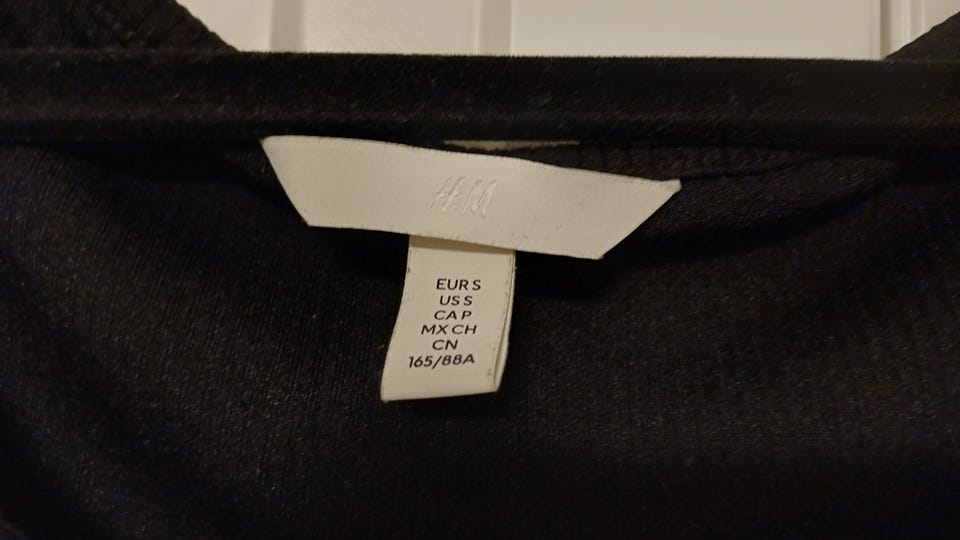 H&M
EUR S
US S
CA P
MX CH
CN
165/88A